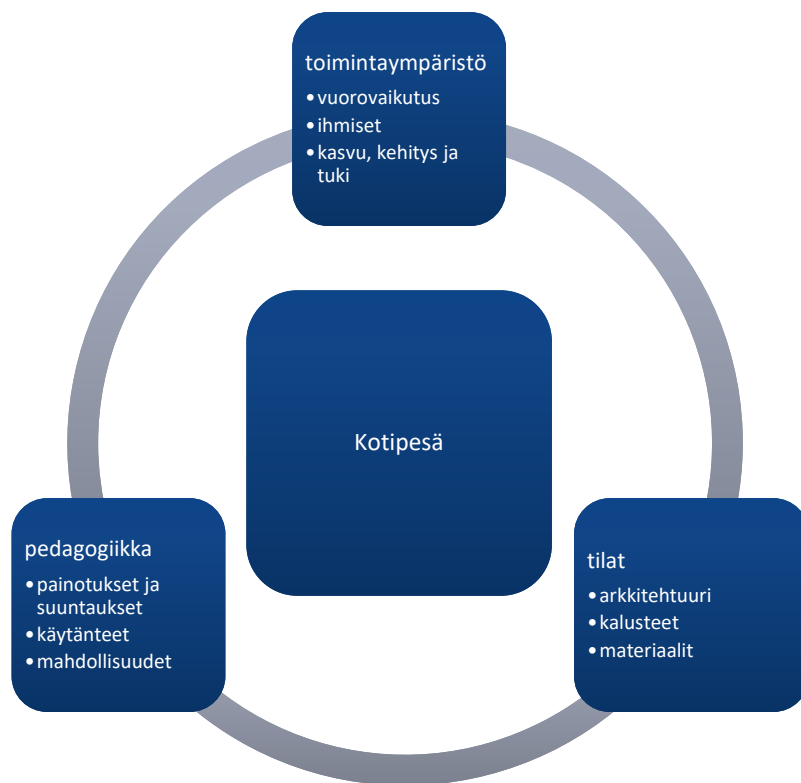 toimintaympäristö
•vuorovaikutus
•ihmiset
•kasvu, kehitys ja
tuki
Kotipesä
pedagogiikka
•painotukset ja
suuntaukset
•käytänteet
•mahdollisuudet
tilat
•arkkitehtuuri
•kalusteet
•materiaalit